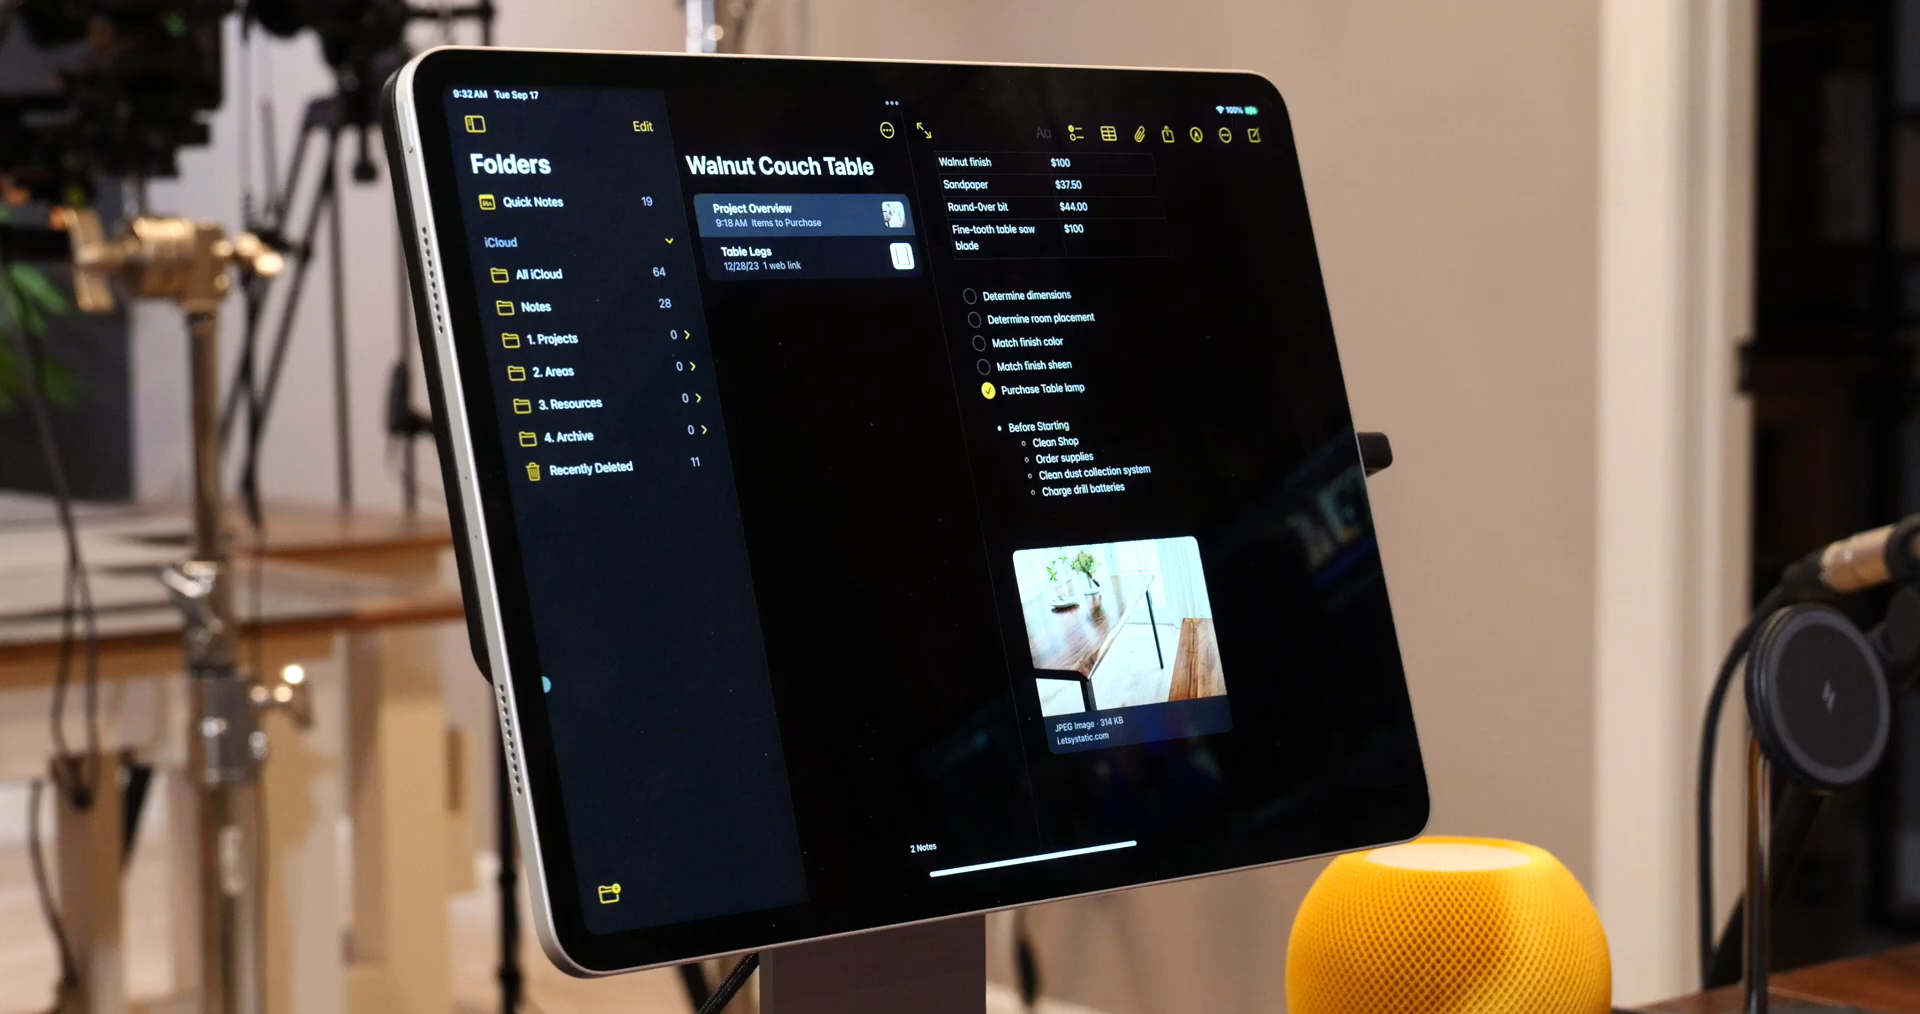 9:32 AM Tue Sep 17
100%
Edit
Folders
Quick Notes 19
iCloud
All iCloud 64
Notes 28
1. Projects 0
2. Areas 0
3. Resources 0
4. Archive 0
Recently Deleted 11
Walnut Couch Table
Project Overview
9:18 AM Items to Purchase
Table Legs
12/28/23 1 web link
2 Notes
Aa
Walnut finish $100
Sandpaper $37.50
Round-Over bit $44.00
Fine-tooth table saw $100
blade
Determine dimensions
Determine room placement
Match finish color
Match finish sheen
Purchase Table lamp
Before Starting
Clean Shop
Order supplies
Clean dust collection system
Charge drill batteries
JPEG Image · 314 KB
i.etsystatic.com